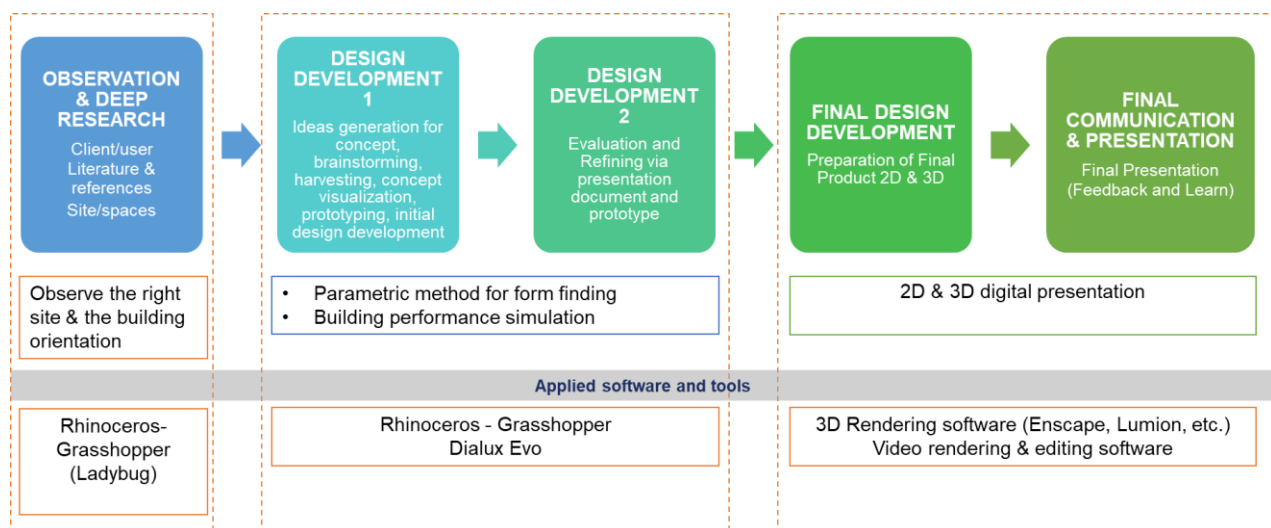 OBSERVATION
& DEEP
RESEARCH
Client/user
Literature &
references
Site/spaces
DESIGN
DEVELOPMENT
1
Ideas generation for
concept,
brainstorming,
harvesting, concept
visualization,
prototyping, initial
design development
DESIGN
DEVELOPMENT
2
Evaluation and
Refining via
presentation
document and
prototype
FINAL DESIGN
DEVELOPMENT
Preparation of Final
Product 2D & 3D
FINAL
COMMUNICATION
& PRESENTATION
Final Presentation
(Feedback and Learn)
Observe the right
site & the building
orientation
• Parametric method for form finding
• Building performance simulation
2D & 3D digital presentation
Applied software and tools
Rhinoceros-
Grasshopper
(Ladybug)
Rhinoceros - Grasshopper
Dialux Evo
3D Rendering software (Enscape, Lumion, etc.)
Video rendering & editing software